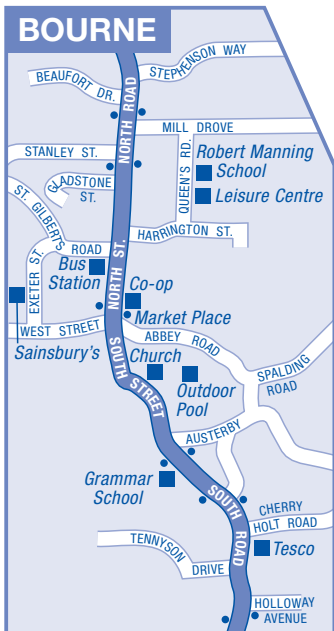 BOURNE
STEPHENSON WAY
BEAUFORT DR.
NORTH ROAD
MILL DROVE
STANLEY ST.
QUEEN'S RD.
Robert Manning
School
Leisure Centre
GLADSTONE
ST.
ST. GILBERTS
ROAD
HARRINGTON ST.
EXETER ST.
Bus
Station
NORTH ST.
Co-op
Market Place
WEST STREET
ABBEY ROAD
Sainsbury's
SOUTH STREET
Church
Outdoor
Pool
SPALDING
ROAD
AUSTERBY
Grammar
School
SOUTH ROAD
CHERRY
HOLT ROAD
TENNYSON
DRIVE
Tesco
HOLLOWAY
AVENUE